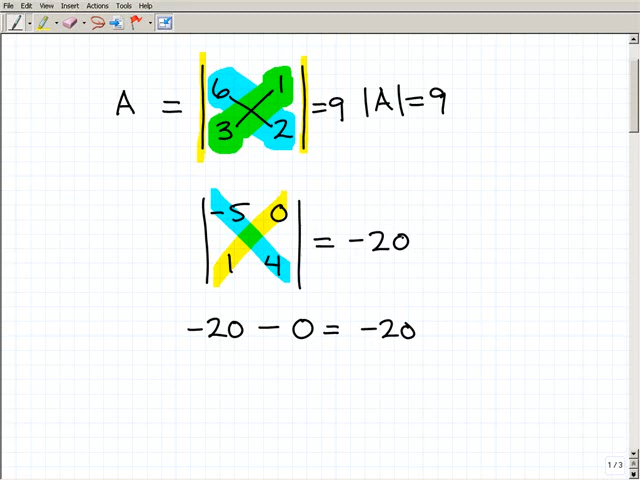 File Edit View Insert Actions Tools Help
A = | 6 1 | = 9 |A| = 9
3 2
| -5 0 | = -20
1 4
-20 - 0 = -20
1 / 3